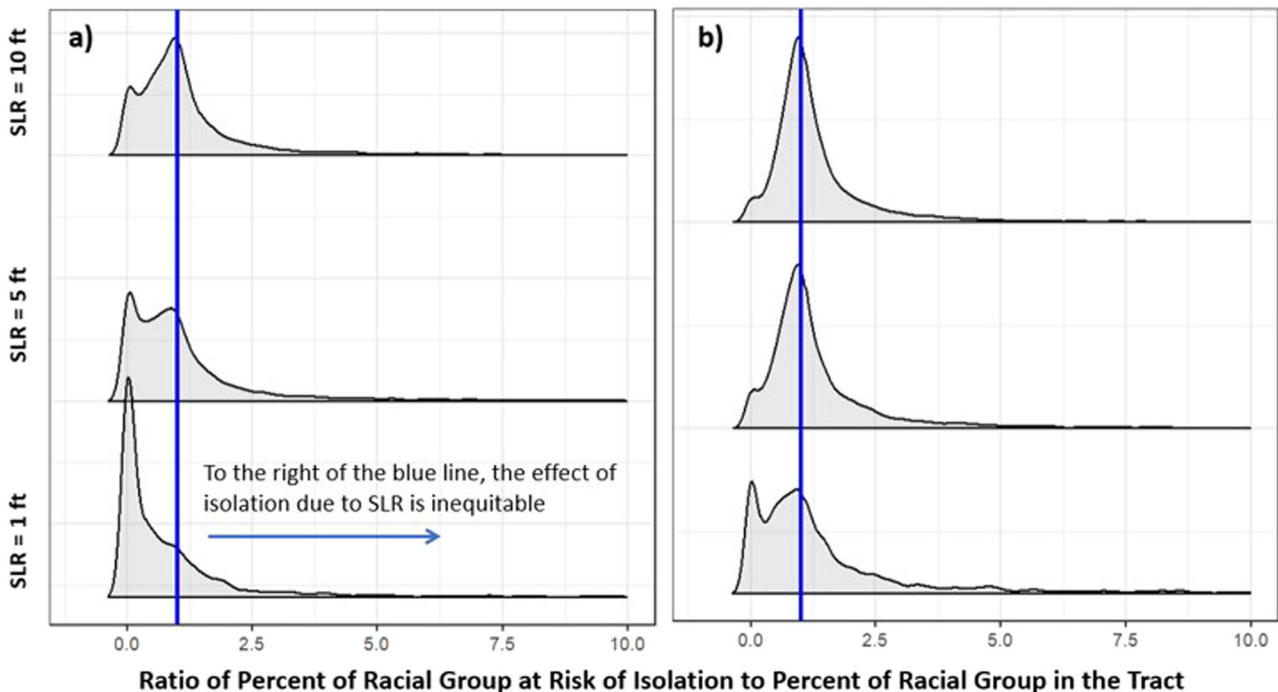 a)
b)
SLR = 10 ft
SLR = 5 ft
SLR = 1 ft
To the right of the blue line, the effect of
isolation due to SLR is inequitable
0.0 2.5 5.0 7.5 10.0
0.0 2.5 5.0 7.5 10.0
Ratio of Percent of Racial Group at Risk of Isolation to Percent of Racial Group in the Tract